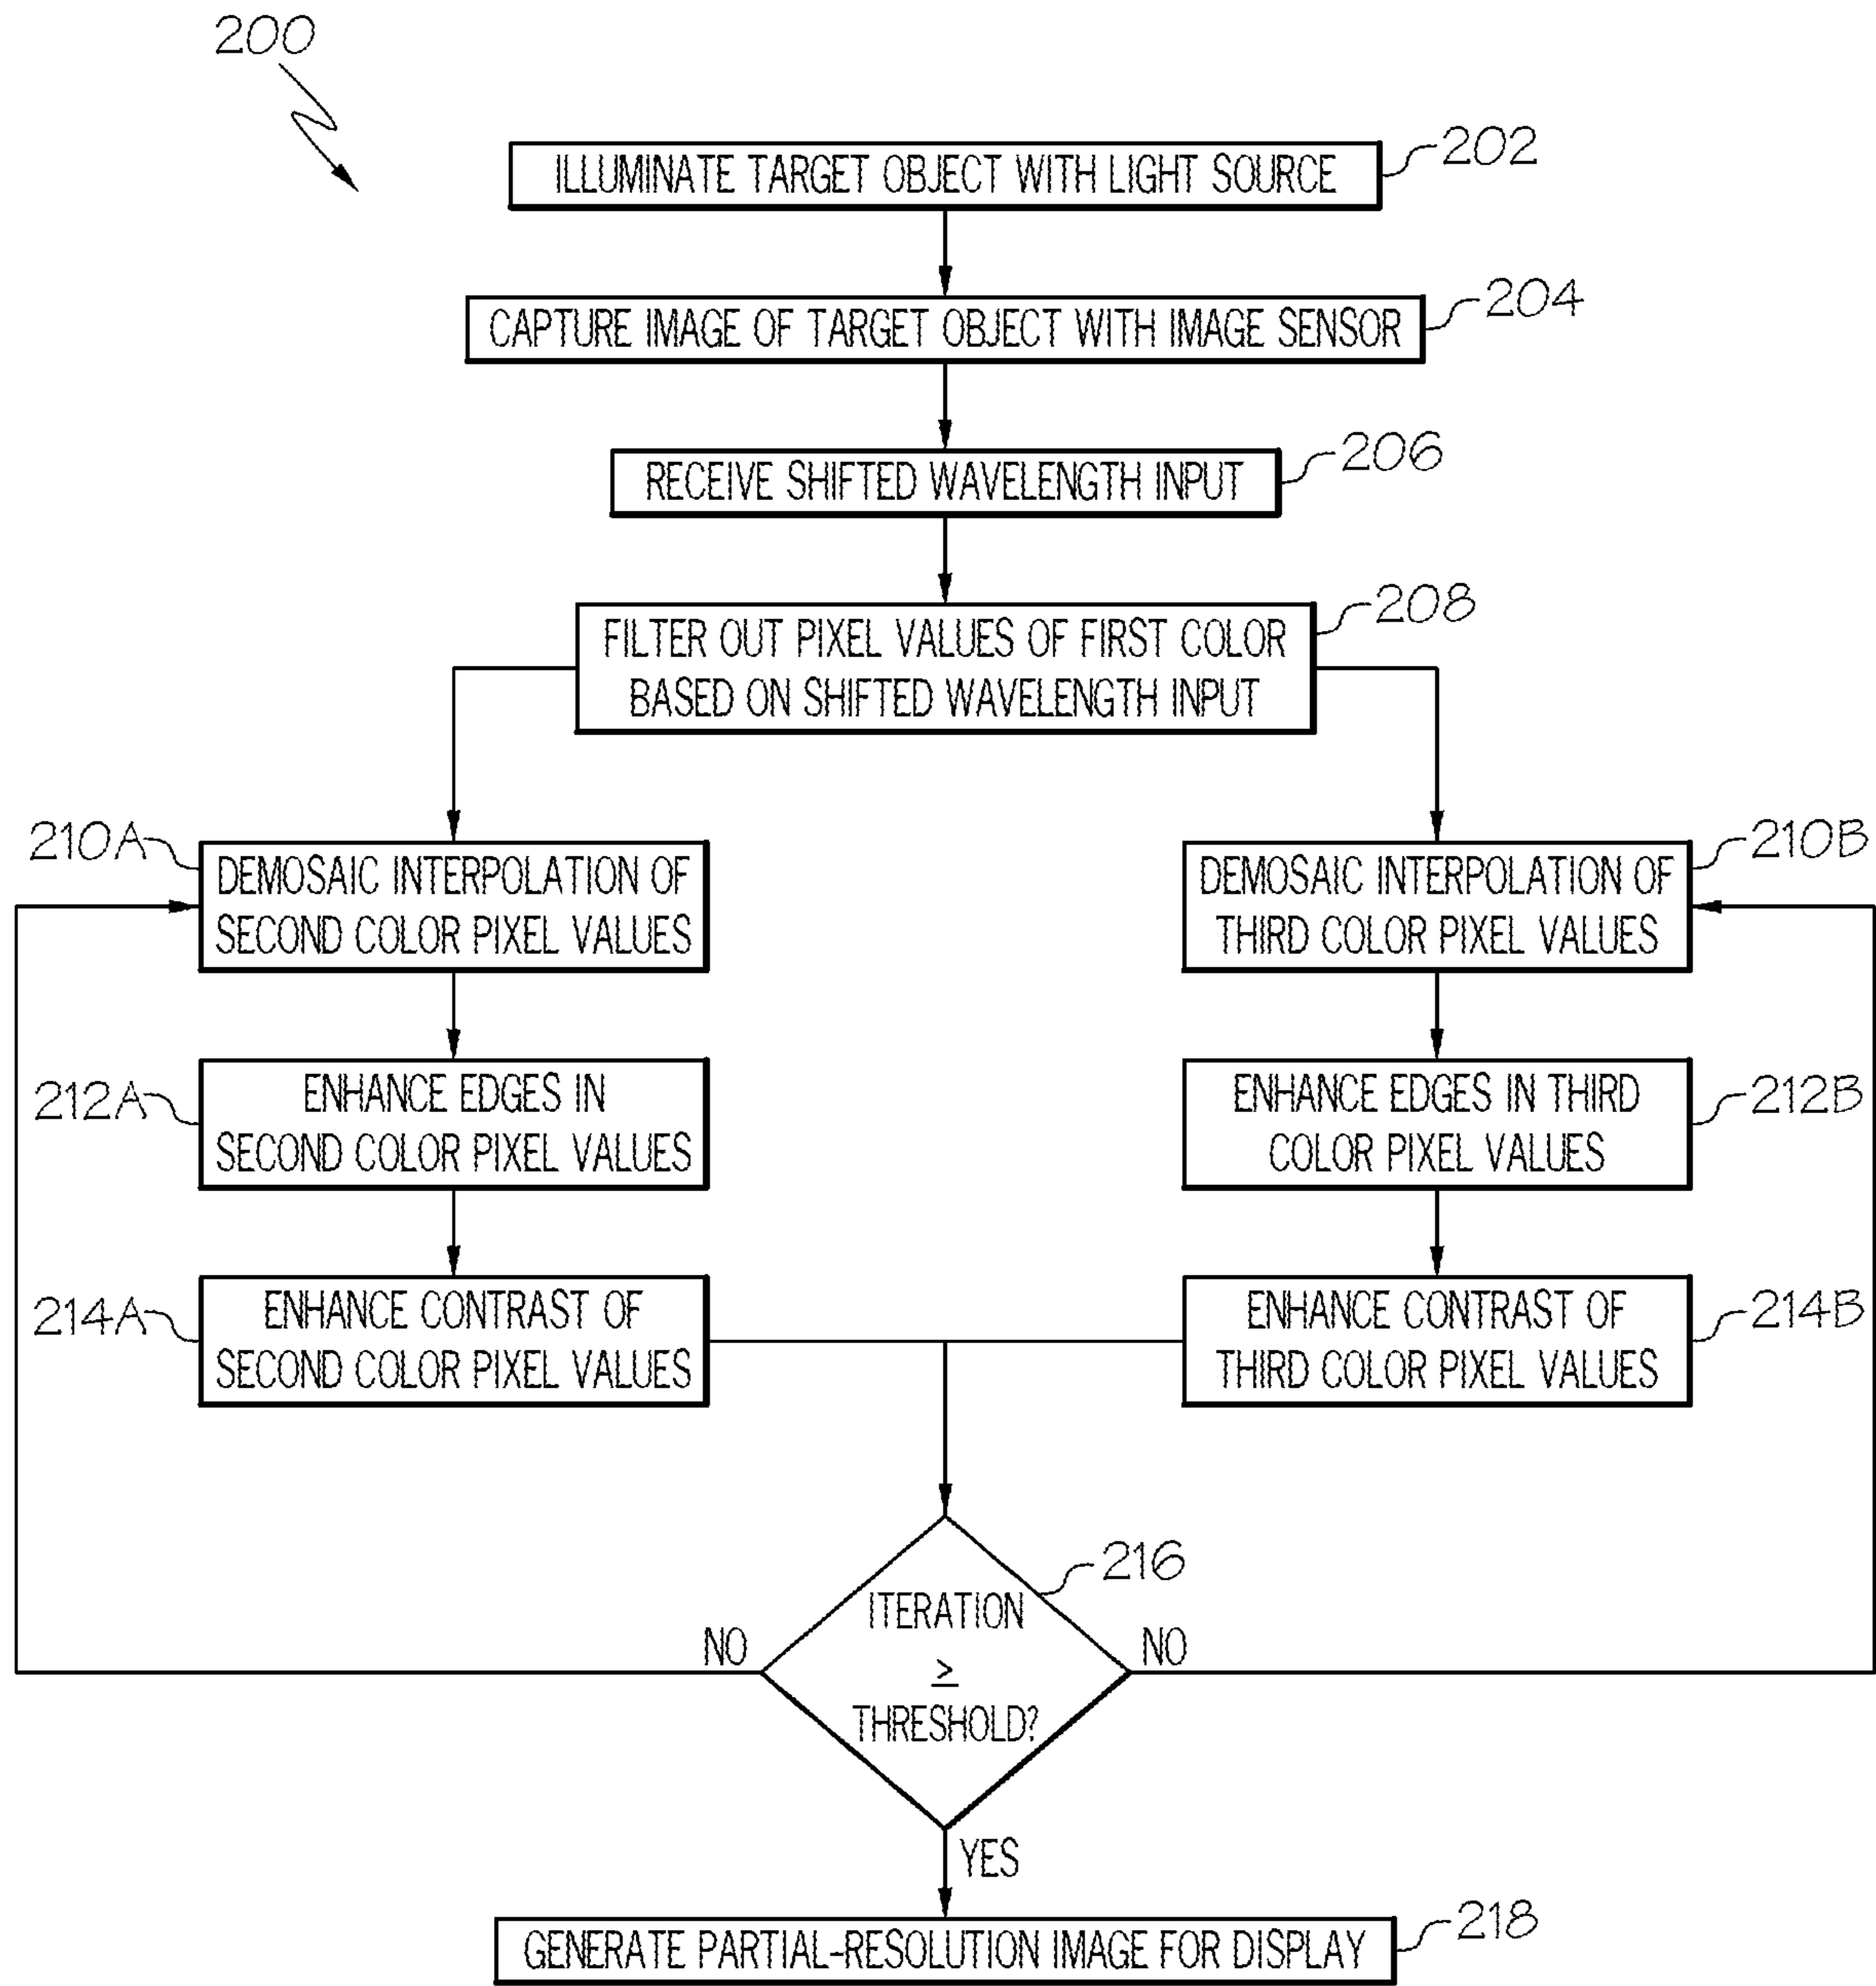 200
ILLUMINATE TARGET OBJECT WITH LIGHT SOURCE
202
CAPTURE IMAGE OF TARGET OBJECT WITH IMAGE SENSOR
204
RECEIVE SHIFTED WAVELENGTH INPUT
206
FILTER OUT PIXEL VALUES OF FIRST COLOR
BASED ON SHIFTED WAVELENGTH INPUT
208
210A
DEMOSAIC INTERPOLATION OF
SECOND COLOR PIXEL VALUES
DEMOSAIC INTERPOLATION OF
THIRD COLOR PIXEL VALUES
210B
212A
ENHANCE EDGES IN
SECOND COLOR PIXEL VALUES
ENHANCE EDGES IN THIRD
COLOR PIXEL VALUES
212B
214A
ENHANCE CONTRAST OF
SECOND COLOR PIXEL VALUES
ENHANCE CONTRAST OF
THIRD COLOR PIXEL VALUES
214B
216
ITERATION
≥
THRESHOLD?
NO
NO
YES
GENERATE PARTIAL-RESOLUTION IMAGE FOR DISPLAY
218